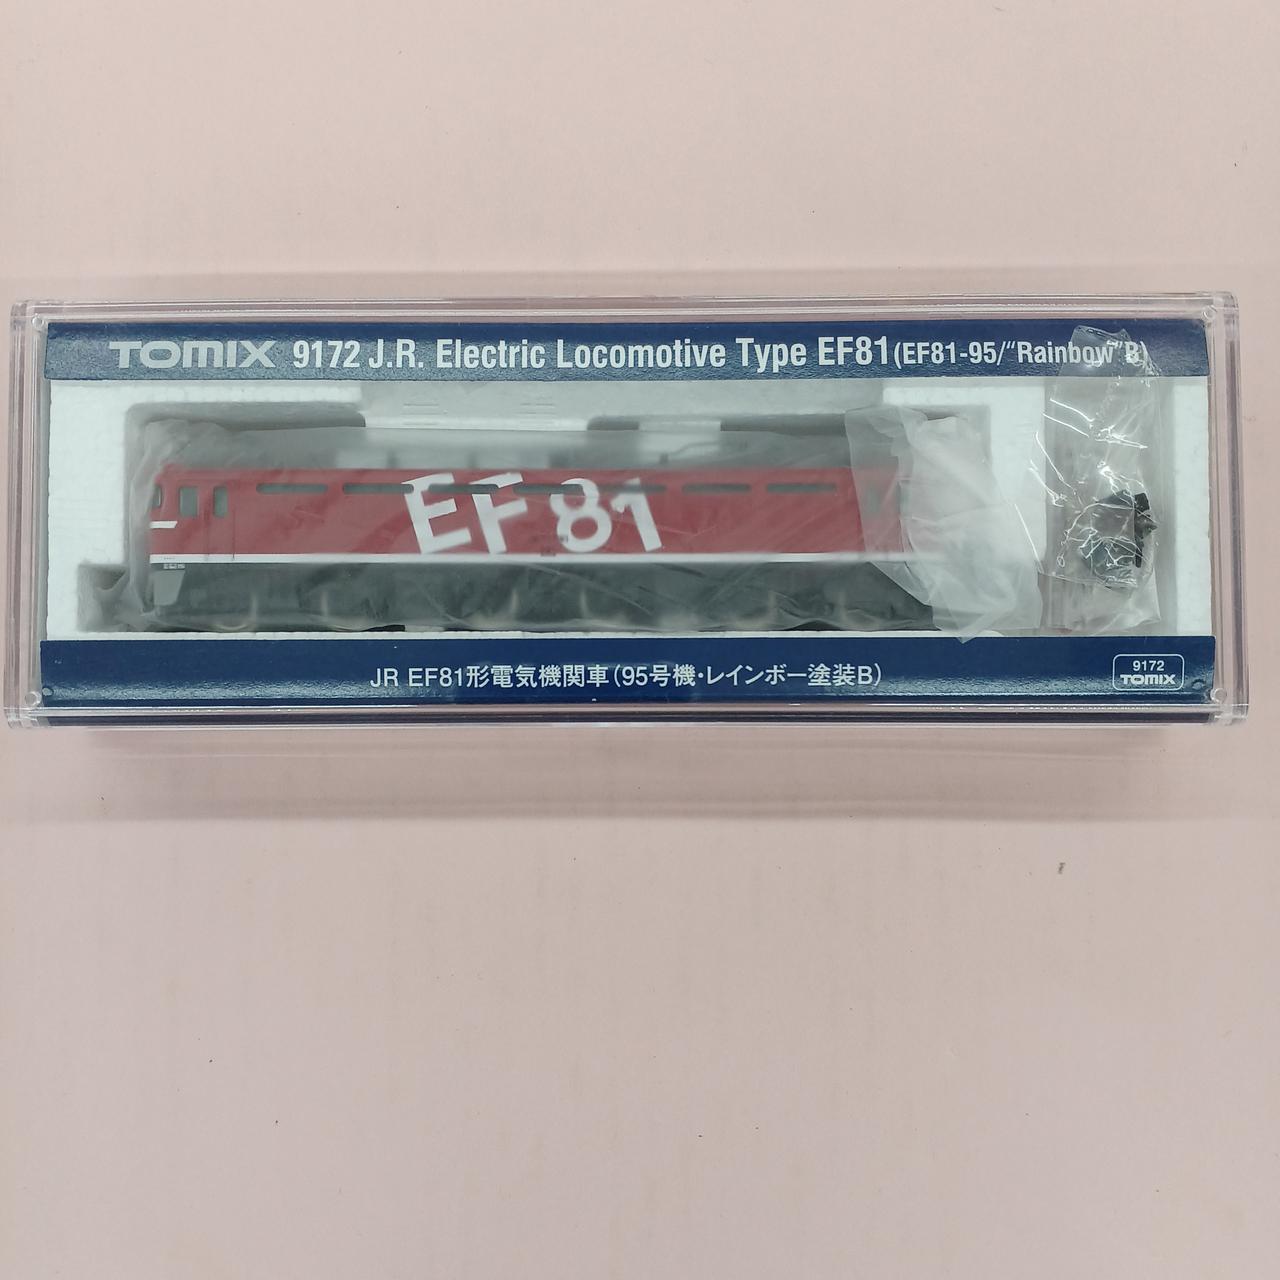 TOMIX 9172 J.R. Electric Locomotive Type EF81(EF81-95/"Rainbow"B)
EF81
JR EF81形電気機関車(95号機・レインボー塗装B)
9172
TOMIX